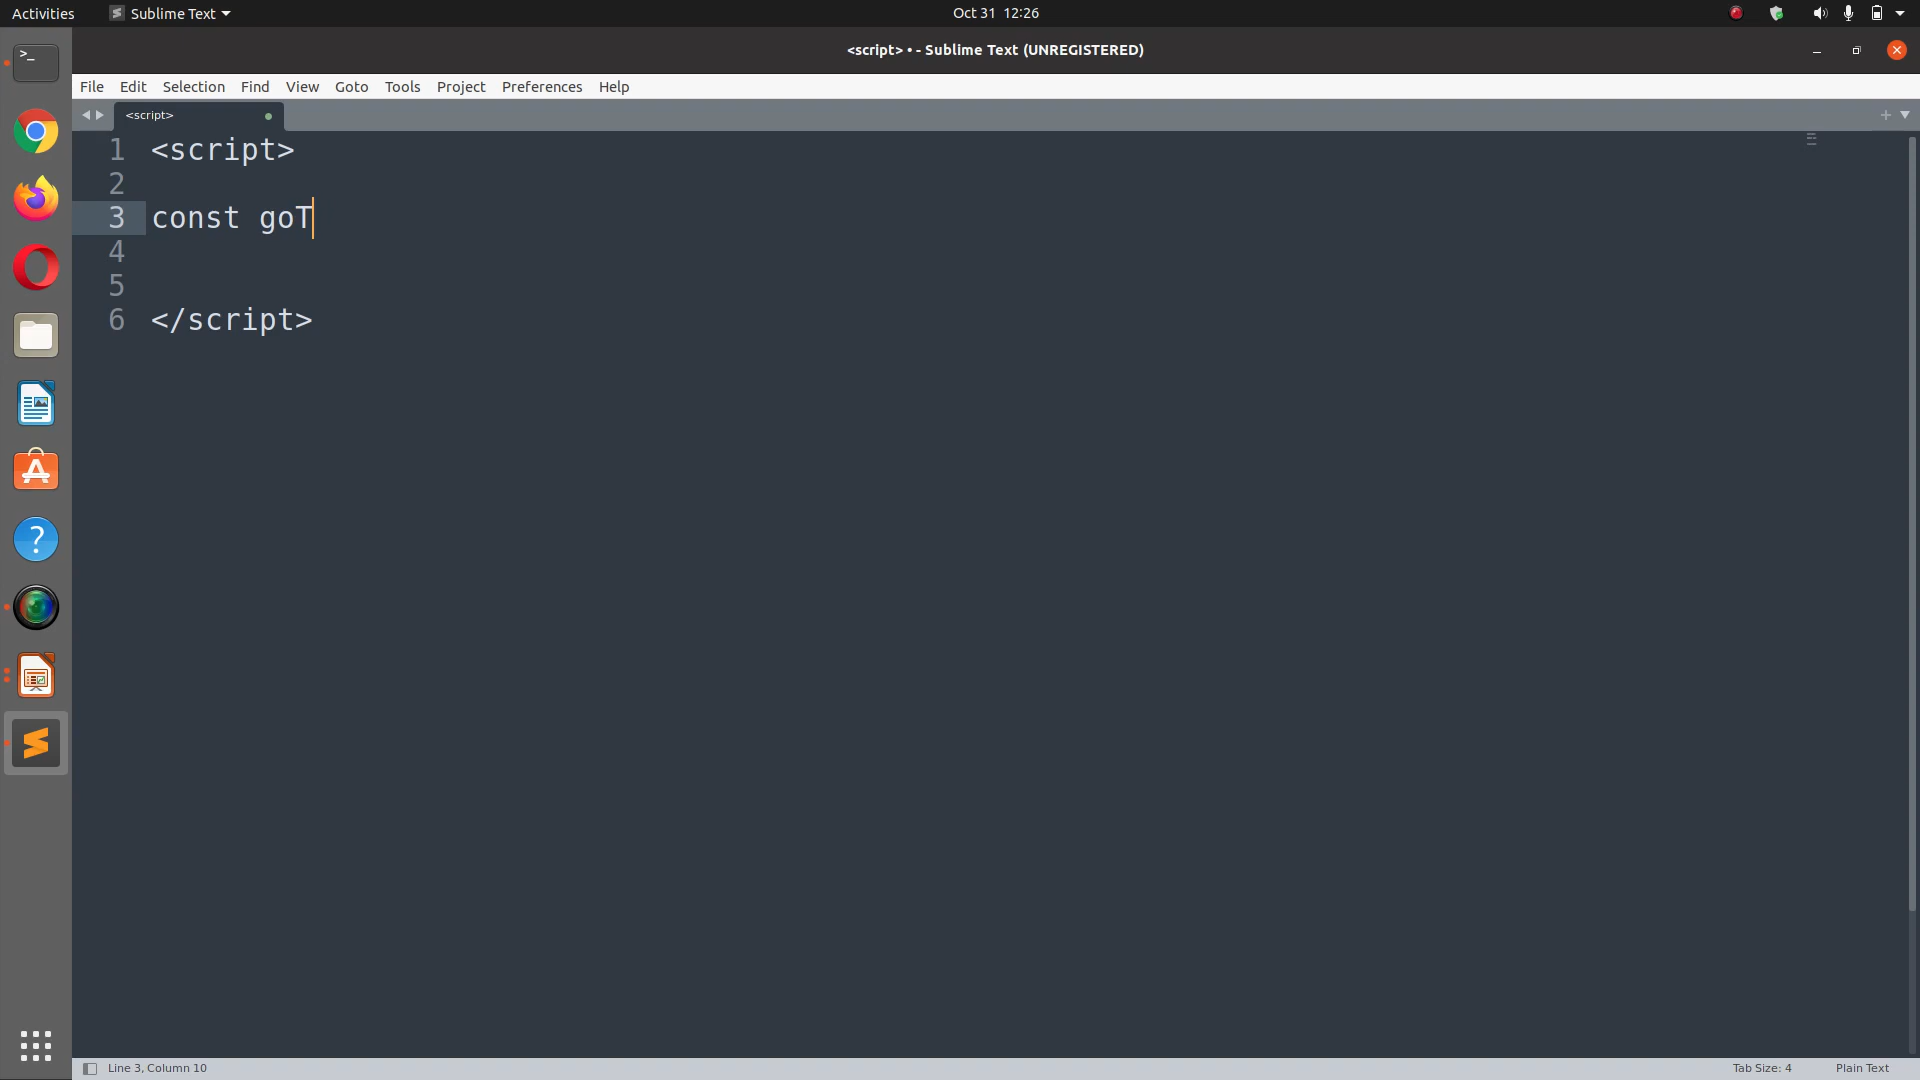 Activities
Sublime Text
Oct 31 12:26
<script> • - Sublime Text (UNREGISTERED)
File Edit Selection Find View Goto Tools Project Preferences Help
<script>
1 <script>
2
3 const goT
4
5
6 </script>
Line 3, Column 10
Tab Size: 4
Plain Text